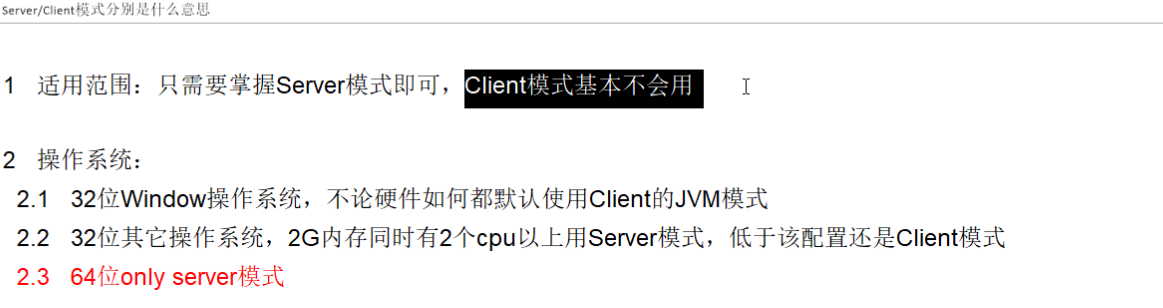 Server/Client模式分别是什么意思
1 适用范围：只需要掌握Server模式即可，Client模式基本不会用
2 操作系统：
2.1 32位Window操作系统，不论硬件如何都默认使用Client的JVM模式
2.2 32位其它操作系统，2G内存同时有2个cpu以上用Server模式，低于该配置还是Client模式
2.3 64位only server模式